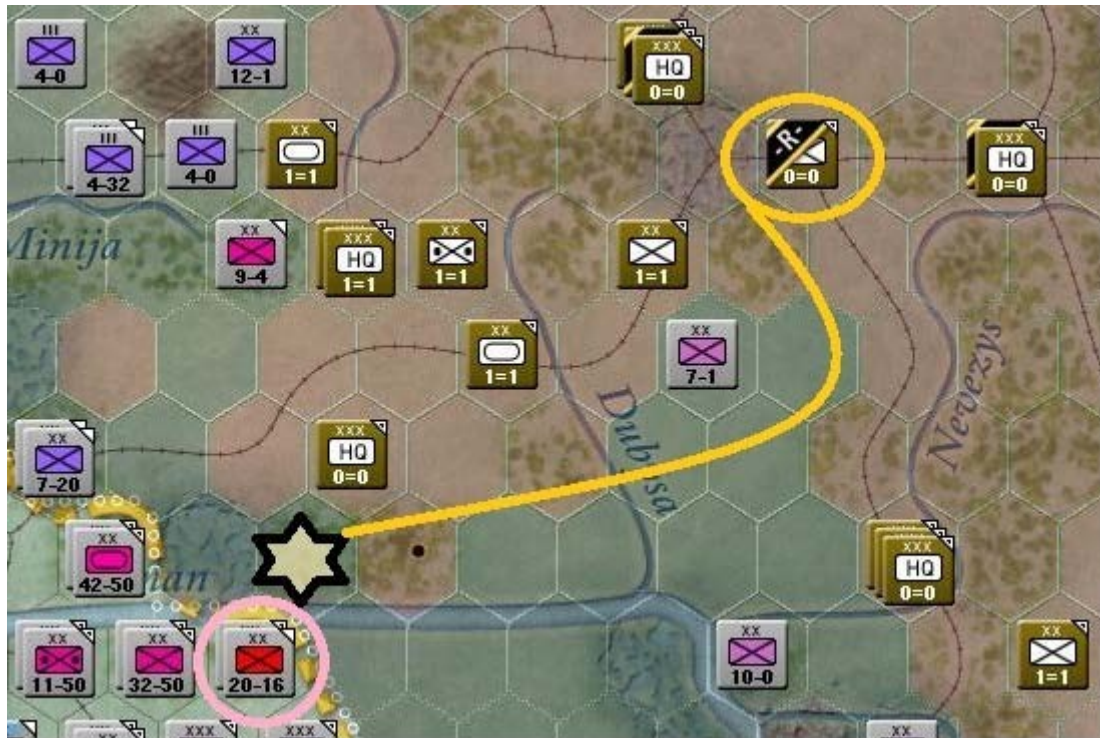 III
4-0
XX
12-1
XXX
HQ
0=0
III
4-32
III
4-0
XX
1=1
-R-
0=0
XXX
HQ
0=0
Minija
XX
9-4
XXX
HQ
1=1
XX
1=1
XX
1=1
XX
1=1
XX
7-1
Dubysa
Nevezys
XX
- 7-20
XXX
HQ
0=0
XX
- 42-50
XXX
HQ
0=0
XX
- 11-50
XX
- 32-50
XX
- 20-16
XX
10-0
XX
1=1
XX
XXX
XXX
XX